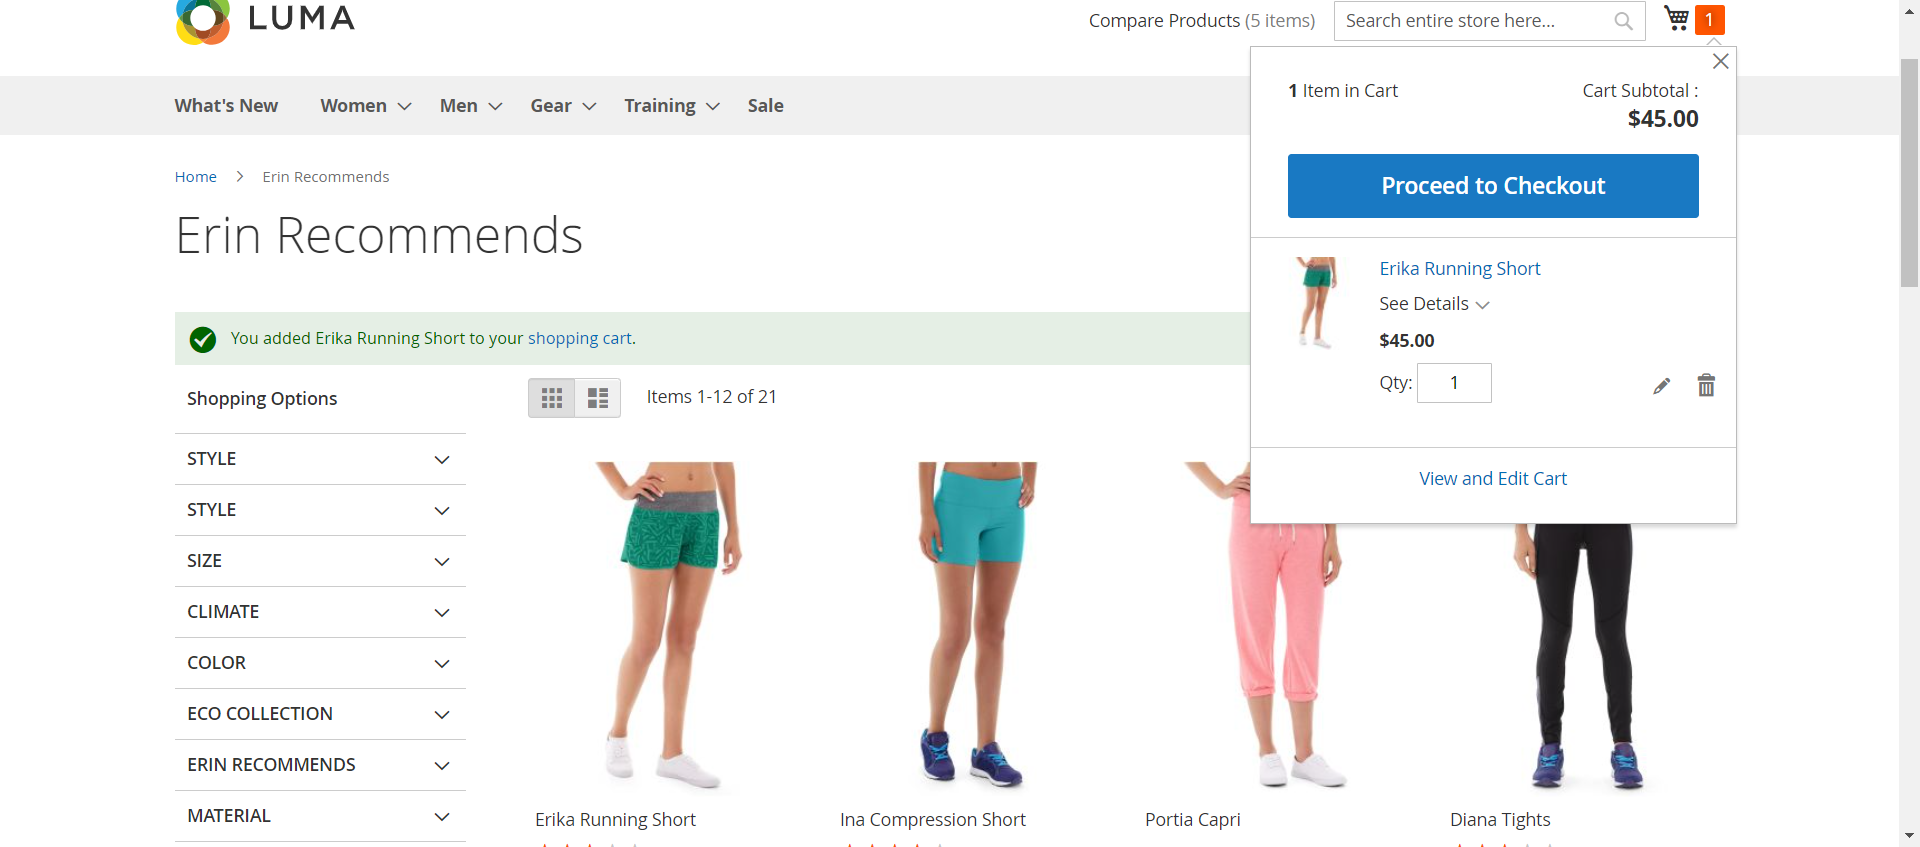 LUMA
Compare Products (5 items)
Search entire store here...
1
What's New Women Men Gear Training Sale
Home > Erin Recommends
Erin Recommends
1 Item in Cart
Cart Subtotal :
$45.00
Proceed to Checkout
Erika Running Short
See Details
$45.00
Qty: 1
View and Edit Cart
You added Erika Running Short to your shopping cart.
Shopping Options
STYLE
STYLE
SIZE
CLIMATE
COLOR
ECO COLLECTION
ERIN RECOMMENDS
MATERIAL
Items 1-12 of 21
Erika Running Short
Ina Compression Short
Portia Capri
Diana Tights